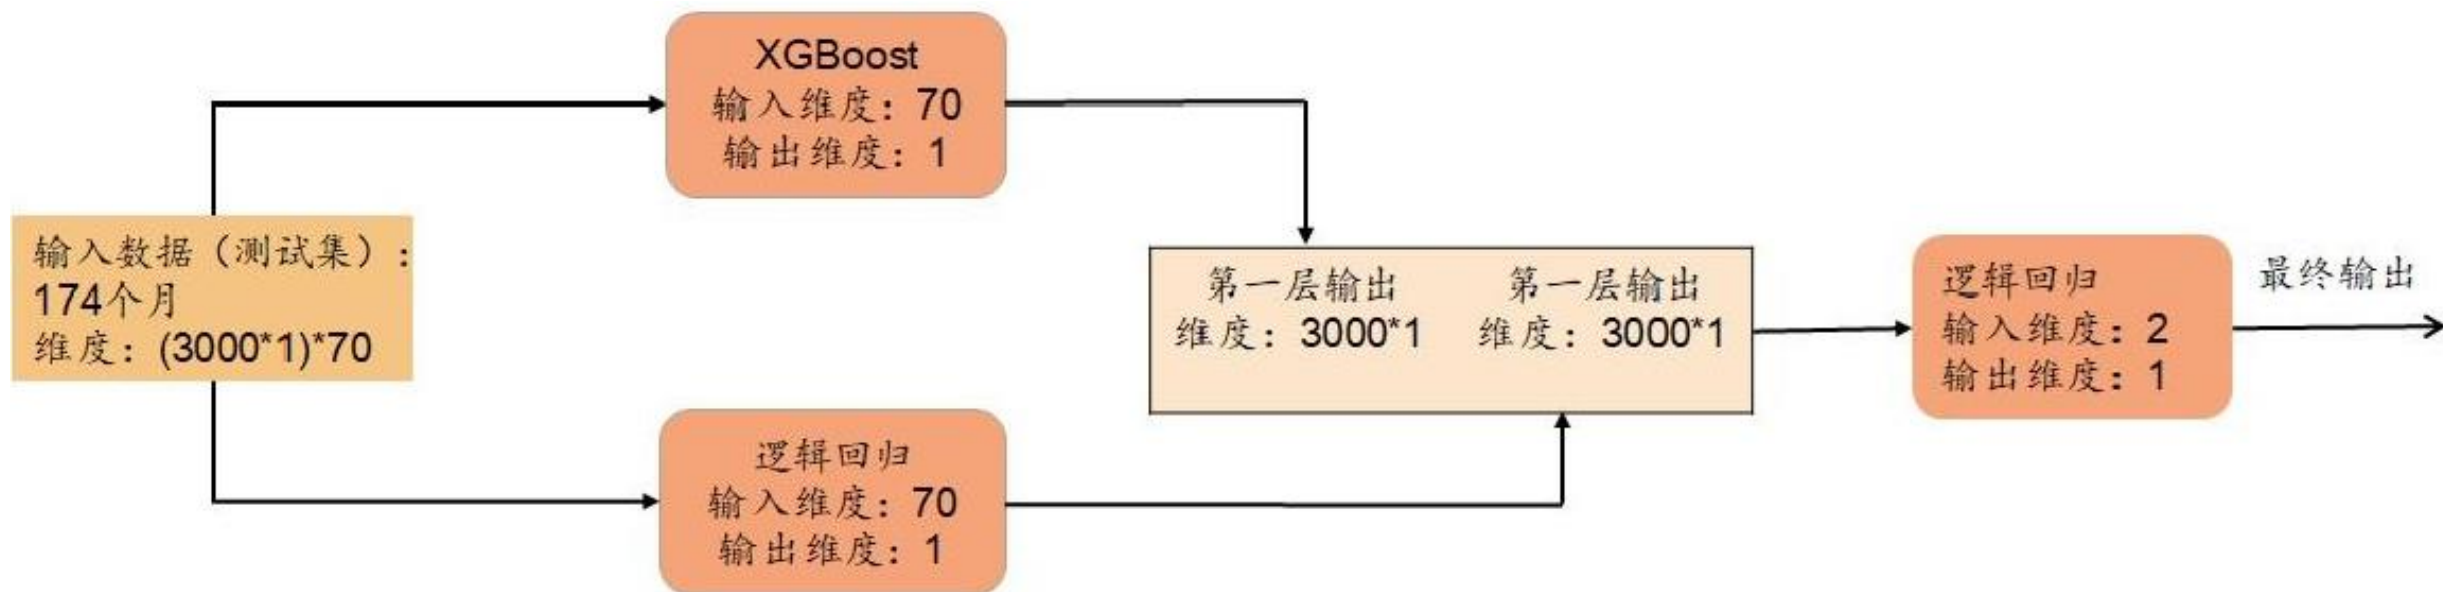 XGBoost
输入维度：70
输出维度：1
输入数据（测试集）：
174个月
维度：(3000*1)*70
第一层输出
维度：3000*1
第一层输出
维度：3000*1
逻辑回归
输入维度：2
输出维度：1
最终输出
逻辑回归
输入维度：70
输出维度：1